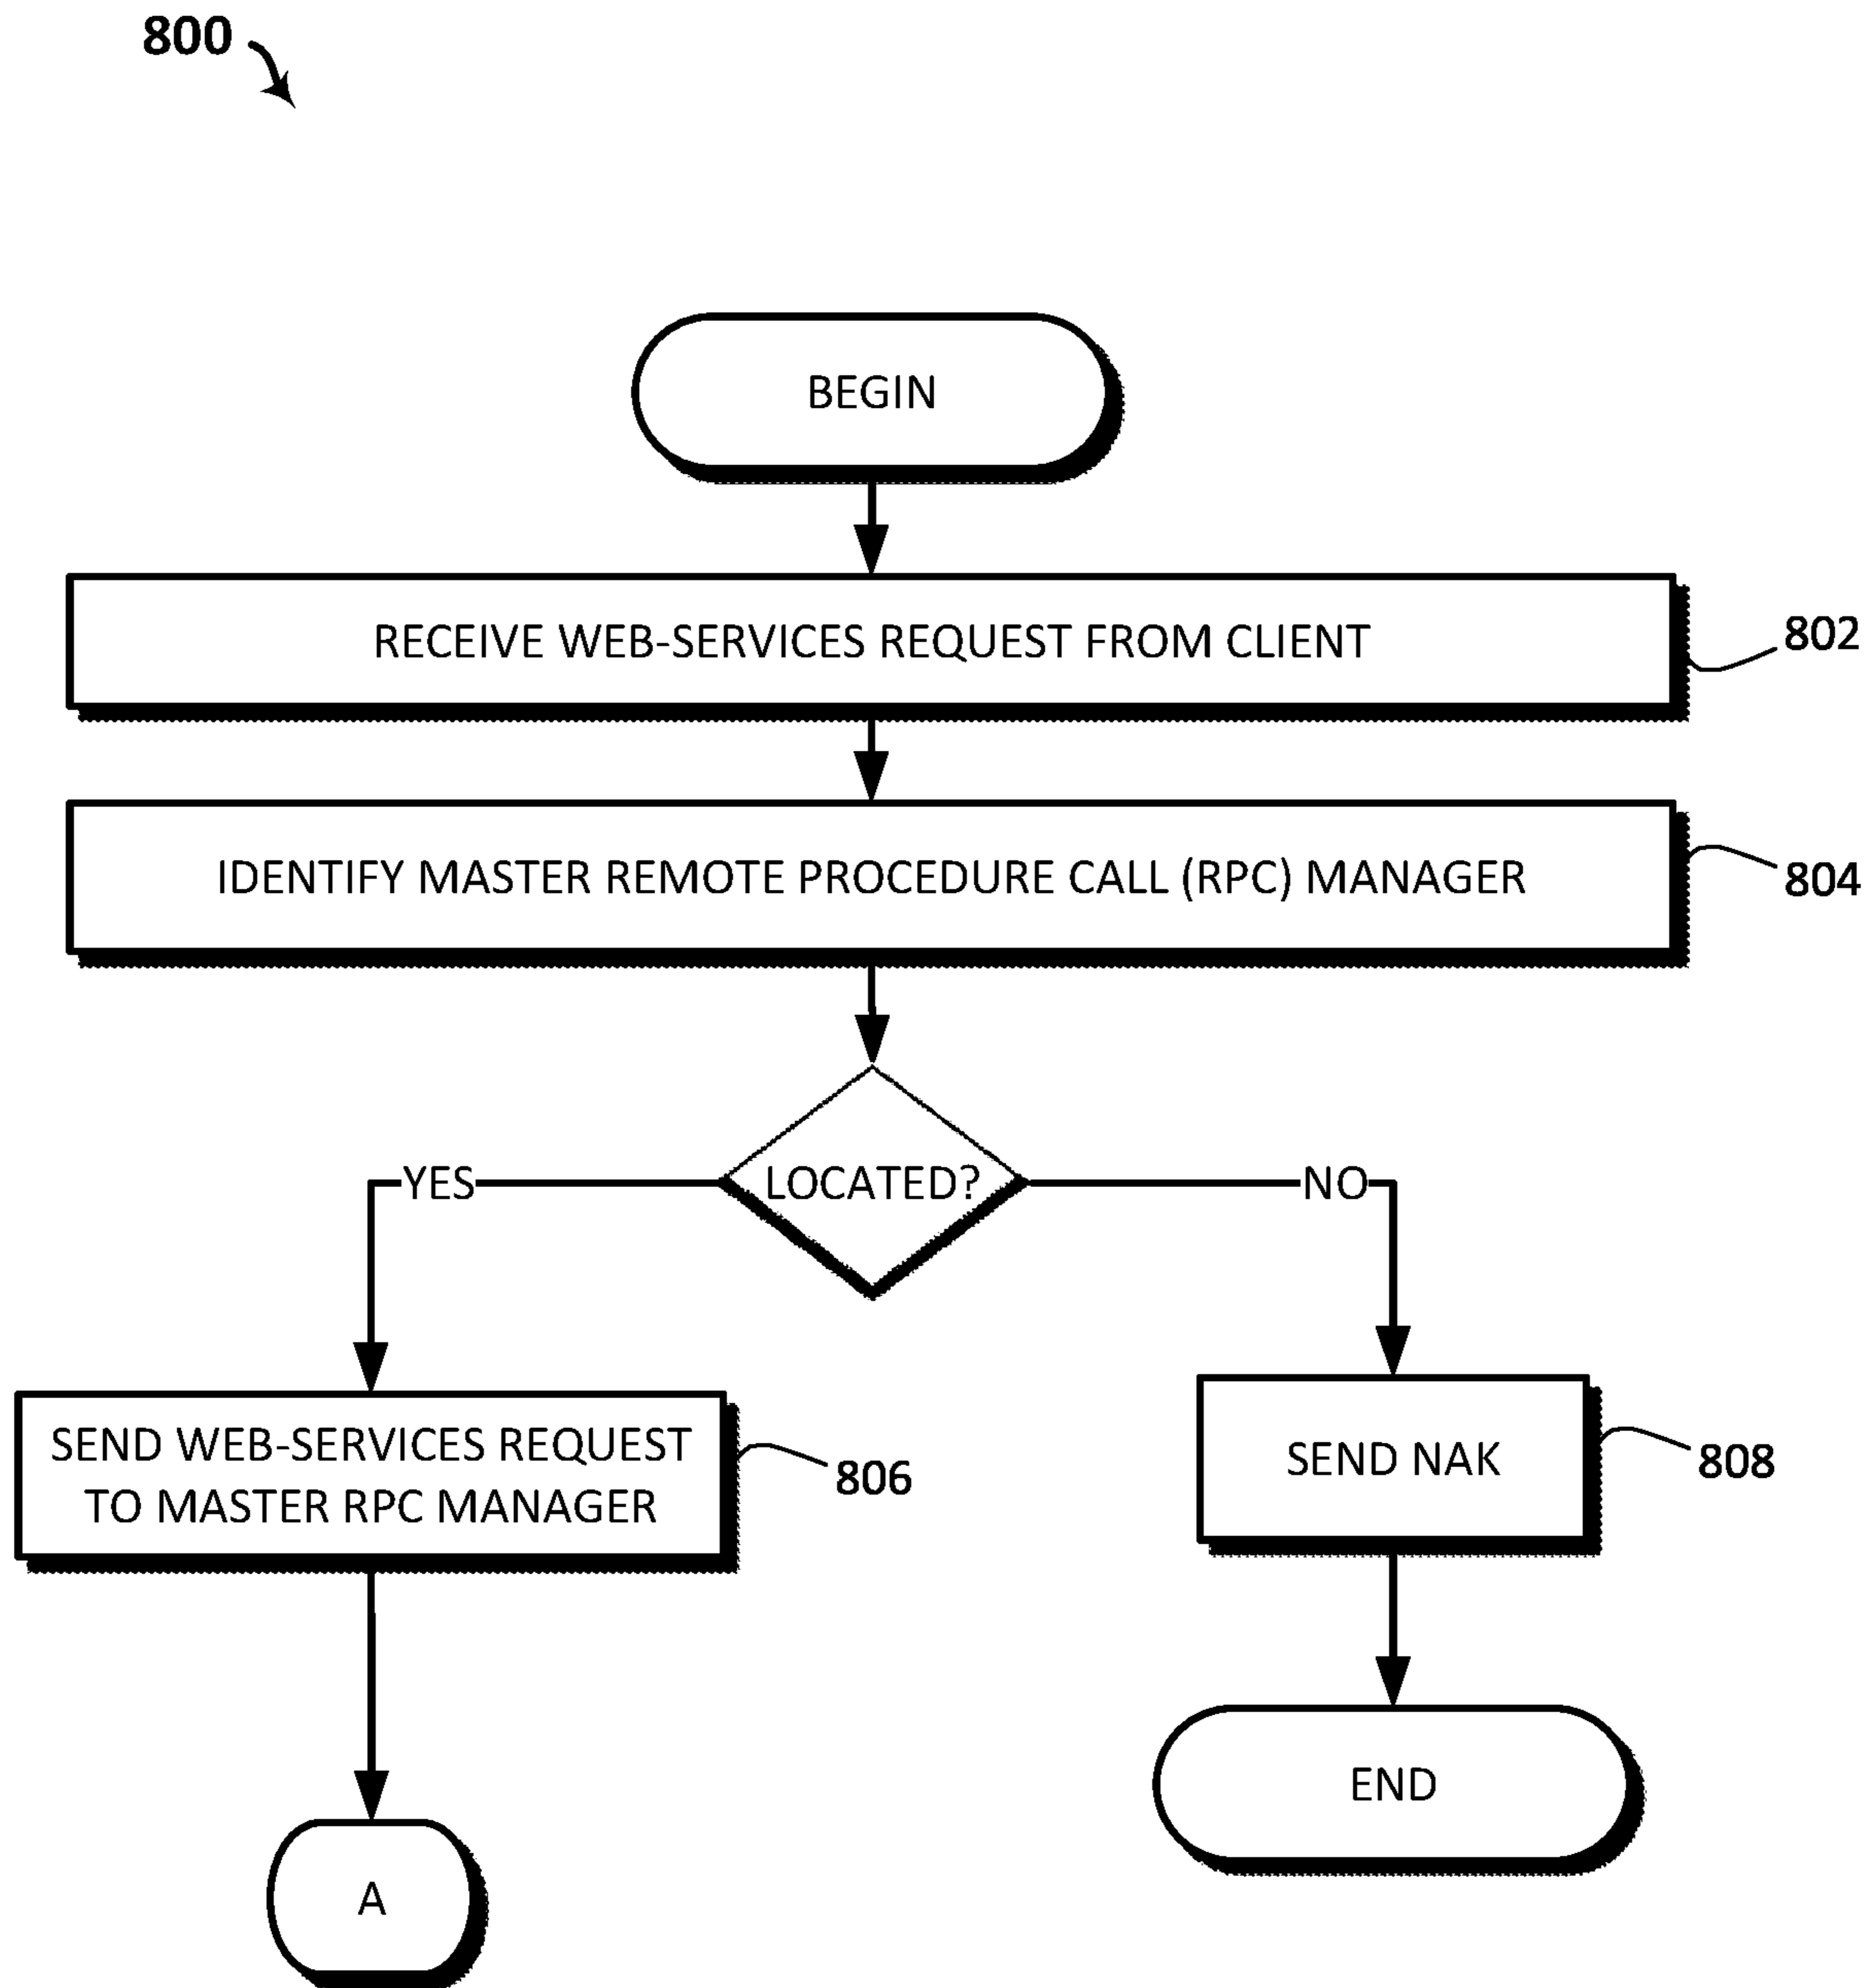 800
BEGIN
RECEIVE WEB-SERVICES REQUEST FROM CLIENT
802
IDENTIFY MASTER REMOTE PROCEDURE CALL (RPC) MANAGER
804
LOCATED?
YES
NO
SEND WEB-SERVICES REQUEST
TO MASTER RPC MANAGER
806
SEND NAK
808
END
A